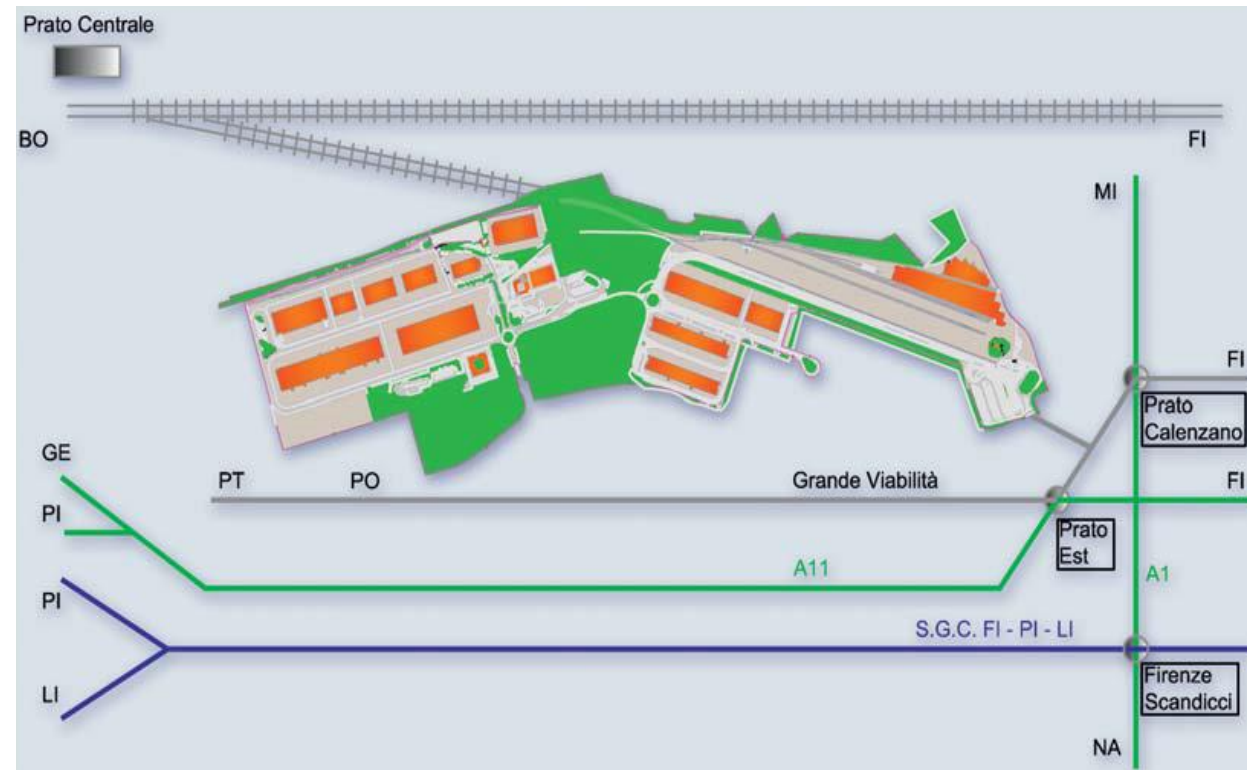 Prato Centrale
BO
FI
MI
FI
Prato
Calenzano
GE
PT
PO
Grande Viabilità
FI
PI
Prato
Est
A11
A1
PI
S.G.C. FI - PI - LI
Firenze
Scandicci
LI
NA